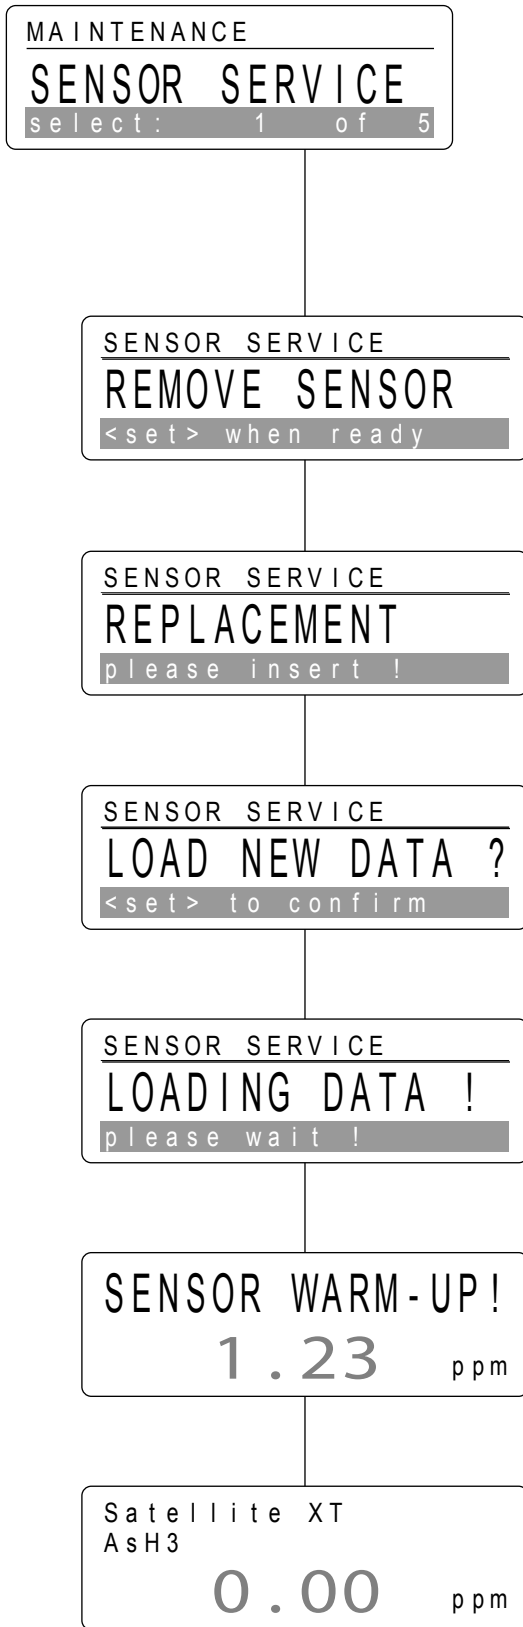 MAINTENANCE
SENSOR SERVICE
select: 1 of 5
SENSOR SERVICE
REMOVE SENSOR
<set> when ready
SENSOR SERVICE
REPLACEMENT
please insert !
SENSOR SERVICE
LOAD NEW DATA ?
<set> to confirm
SENSOR SERVICE
LOADING DATA !
please wait !
SENSOR WARM-UP!
1.23 ppm
Satellite XT
AsH3
0.00 ppm